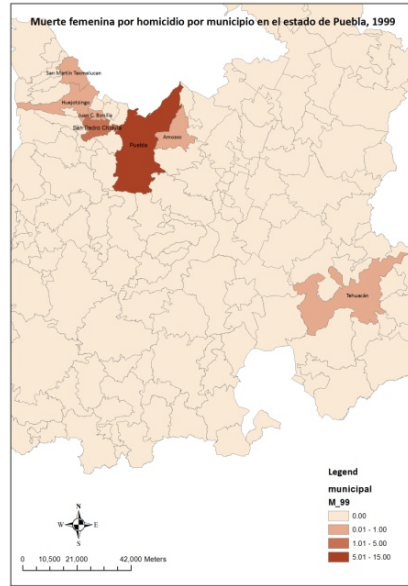 Muerte femenina por homicidio por municipio en el estado de Puebla, 1999
San Martín Texmelucan
Huejotzingo
Juan C. Bonilla
San Pedro Cholula
Puebla
Amozoc
Tehuacán
Legend
municipal
M_99
0.00
0.01 - 1.00
1.01 - 5.00
5.01 - 15.00
N
W E
S
0 10,500 21,000 42,000 Meters